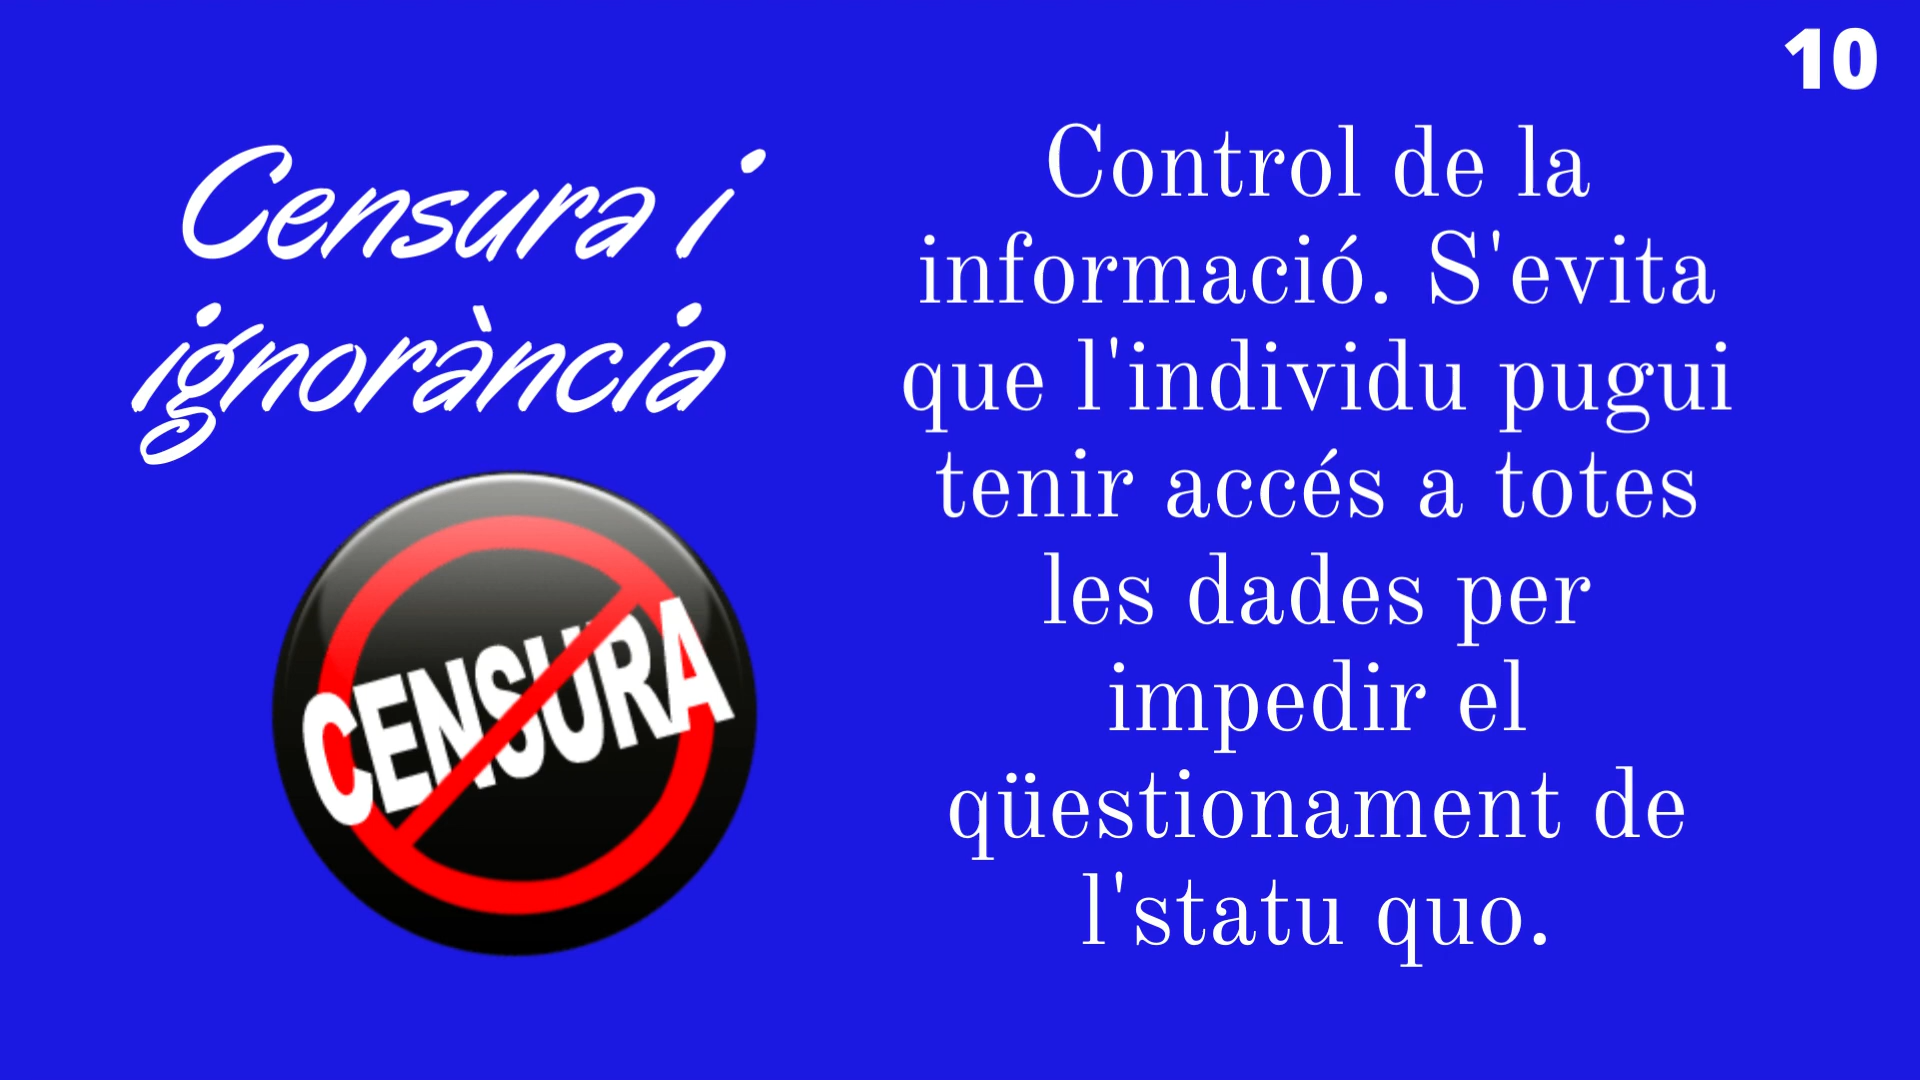 10
Censura i
ignorància
CENSURA
Control de la
informació. S'evita
que l'individu pugui
tenir accés a totes
les dades per
impedir el
qüestionament de
l'statu quo.